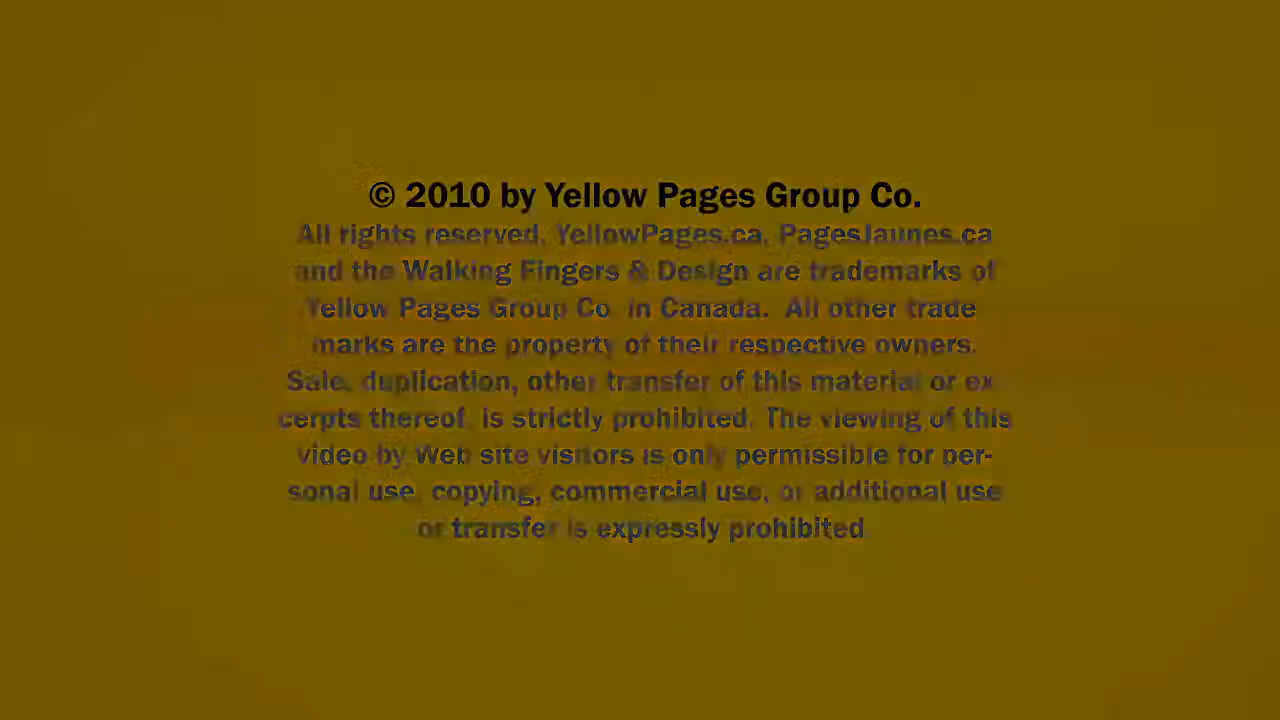 © 2010 by Yellow Pages Group Co.
All rights reserved. YellowPages.ca, PagesJaunes.ca
and the Walking Fingers & Design are trademarks of
Yellow Pages Group Co. in Canada. All other trade
marks are the property of their respective owners.
Sale, duplication, other transfer of this material or ex-
cerpts thereof, is strictly prohibited. The viewing of this
video by Web site visitors is only permissible for per-
sonal use, copying, commercial use, or additional use
or transfer is expressly prohibited